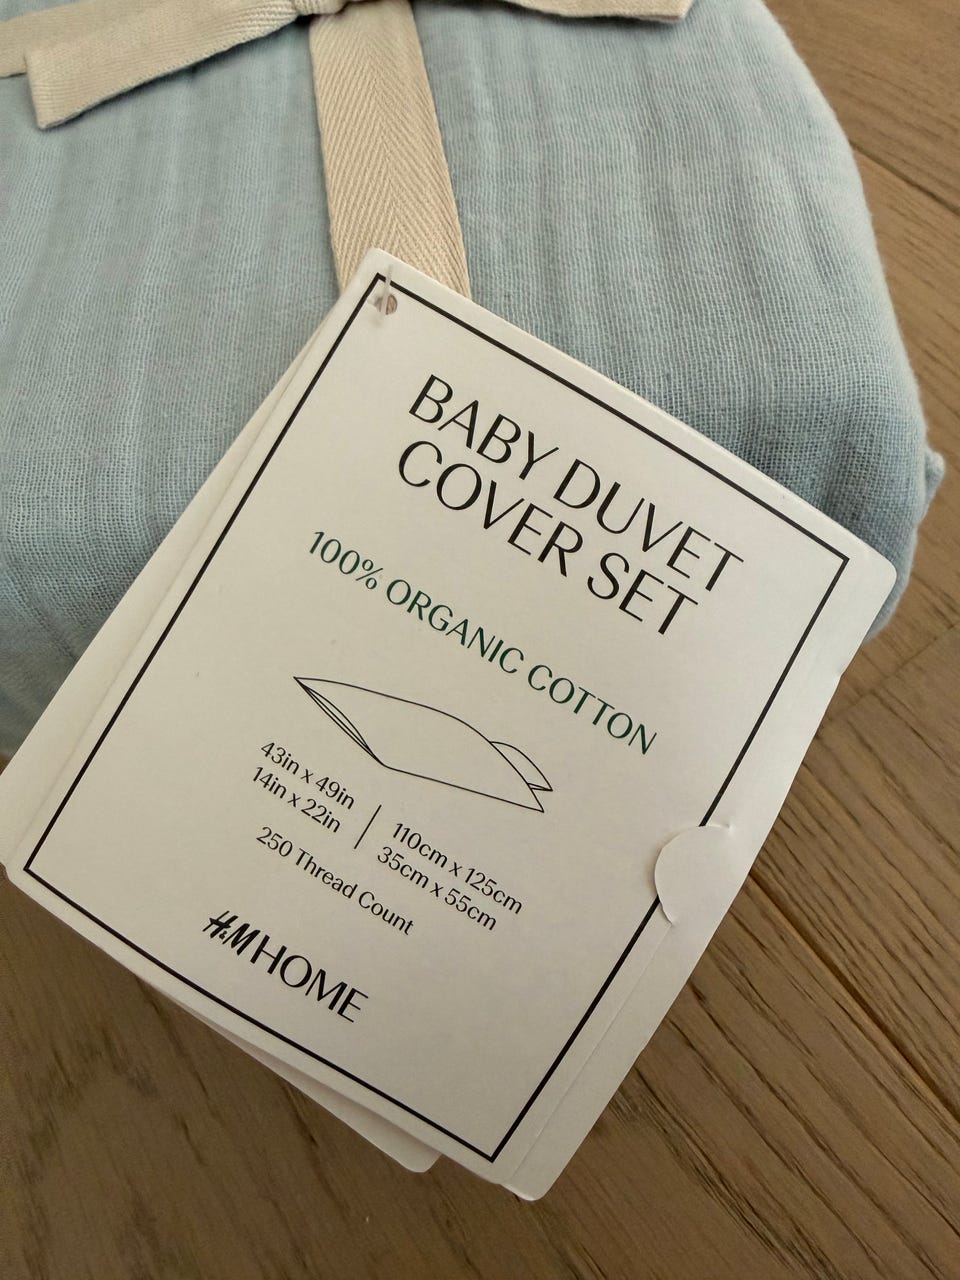 BABY DUVET
COVER SET
100% ORGANIC COTTON
43in x 49in | 110cm x 125cm
14in x 22in | 35cm x 55cm
250 Thread Count
H&M HOME